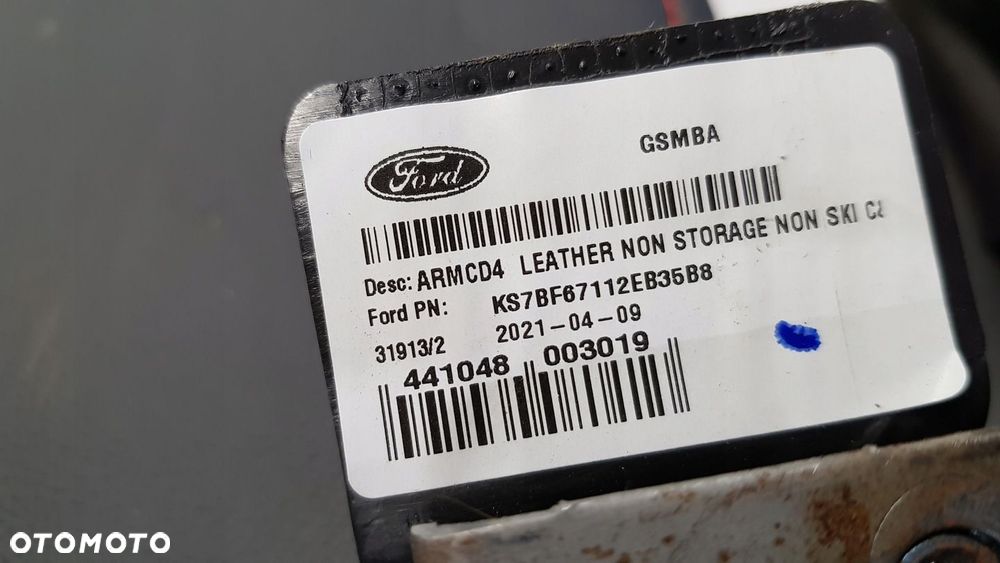 GSMBA
Ford
Desc: ARMCD4 LEATHER NON STORAGE NON SKI
Ford PN: KS7BF67112EB35B8
31913/2 2021-04-09
441048 003019
OTOMOTO